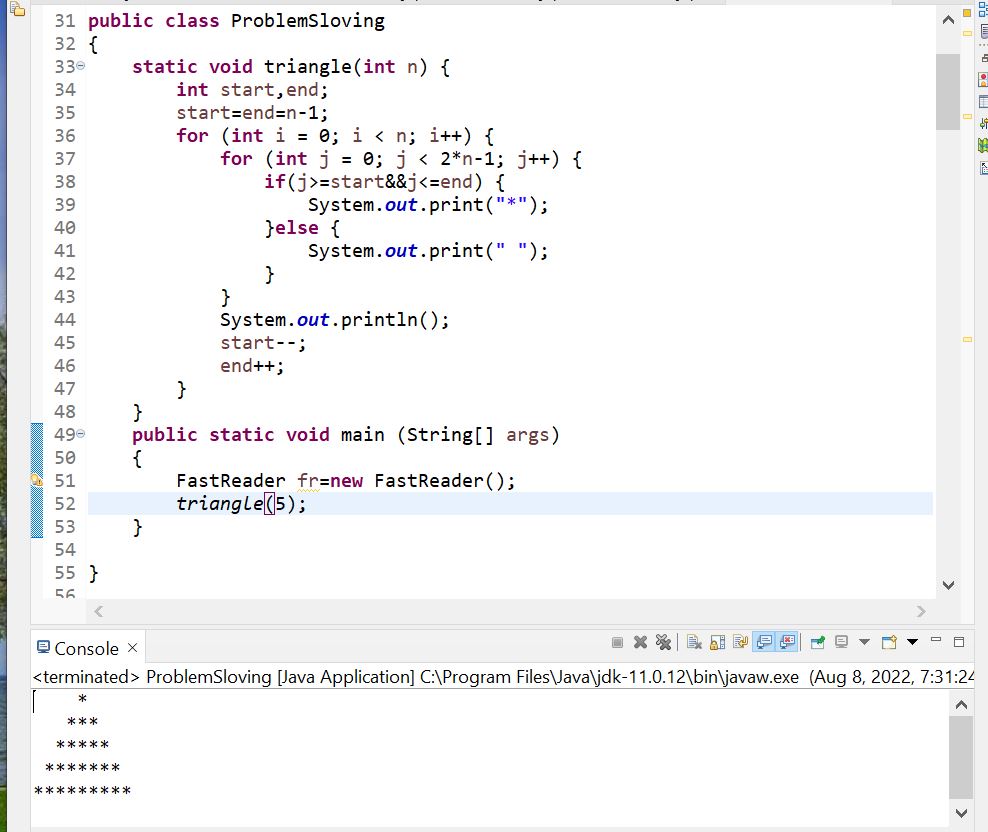 31 public class ProblemSloving
32 {
33     static void triangle(int n) {
34         int start,end;
35         start=end=n-1;
36         for (int i = 0; i < n; i++) {
37             for (int j = 0; j < 2*n-1; j++) {
38                 if(j>=start&&j<=end) {
39                     System.out.print("*");
40                 }else {
41                     System.out.print(" ");
42                 }
43             }
44             System.out.println();
45             start--;
46             end++;
47         }
48     }
49     public static void main (String[] args)
50     {
51         FastReader fr=new FastReader();
52         triangle(5);
53     }
54
55 }
56
Console
<terminated> ProblemSloving [Java Application] C:\Program Files\Java\jdk-11.0.12\bin\javaw.exe (Aug 8, 2022, 7:31:24
    *
   ***
  *****
 *******
*********